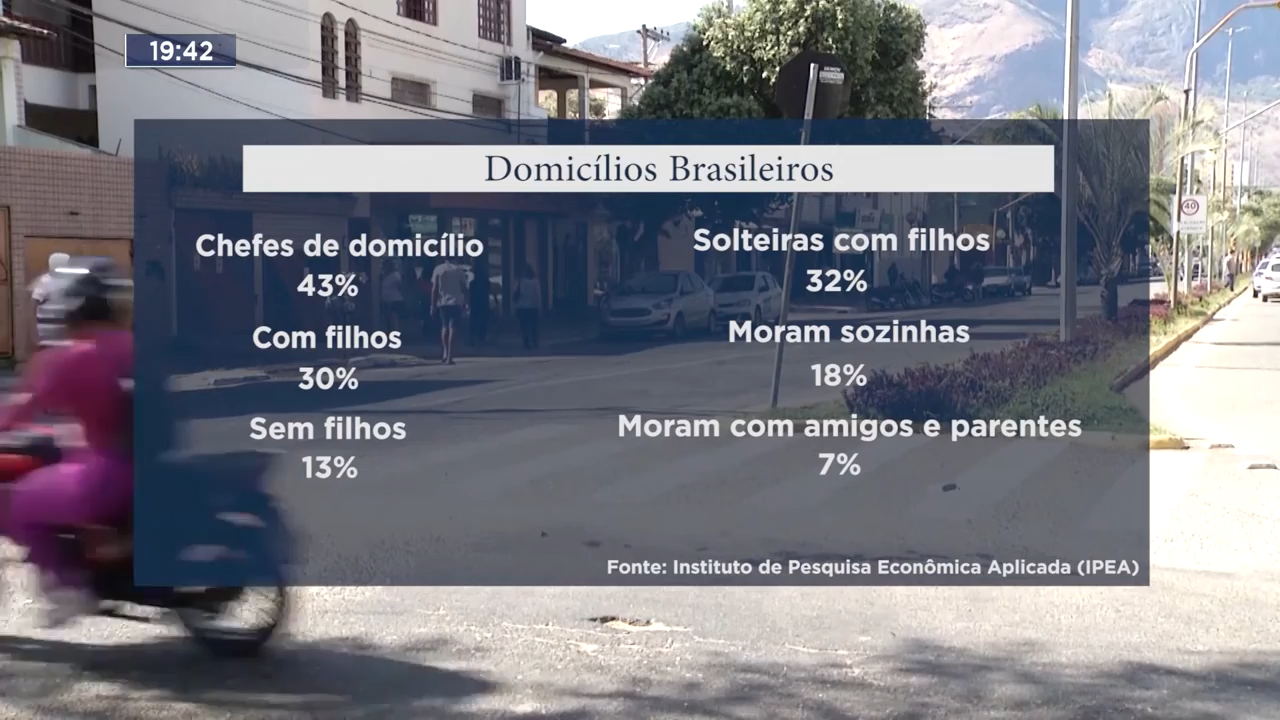 19:42
Domicílios Brasileiros
Chefes de domicílio
43%
Com filhos
30%
Sem filhos
13%
Solteiras com filhos
32%
Moram sozinhas
18%
Moram com amigos e parentes
7%
Fonte: Instituto de Pesquisa Econômica Aplicada (IPEA)
40